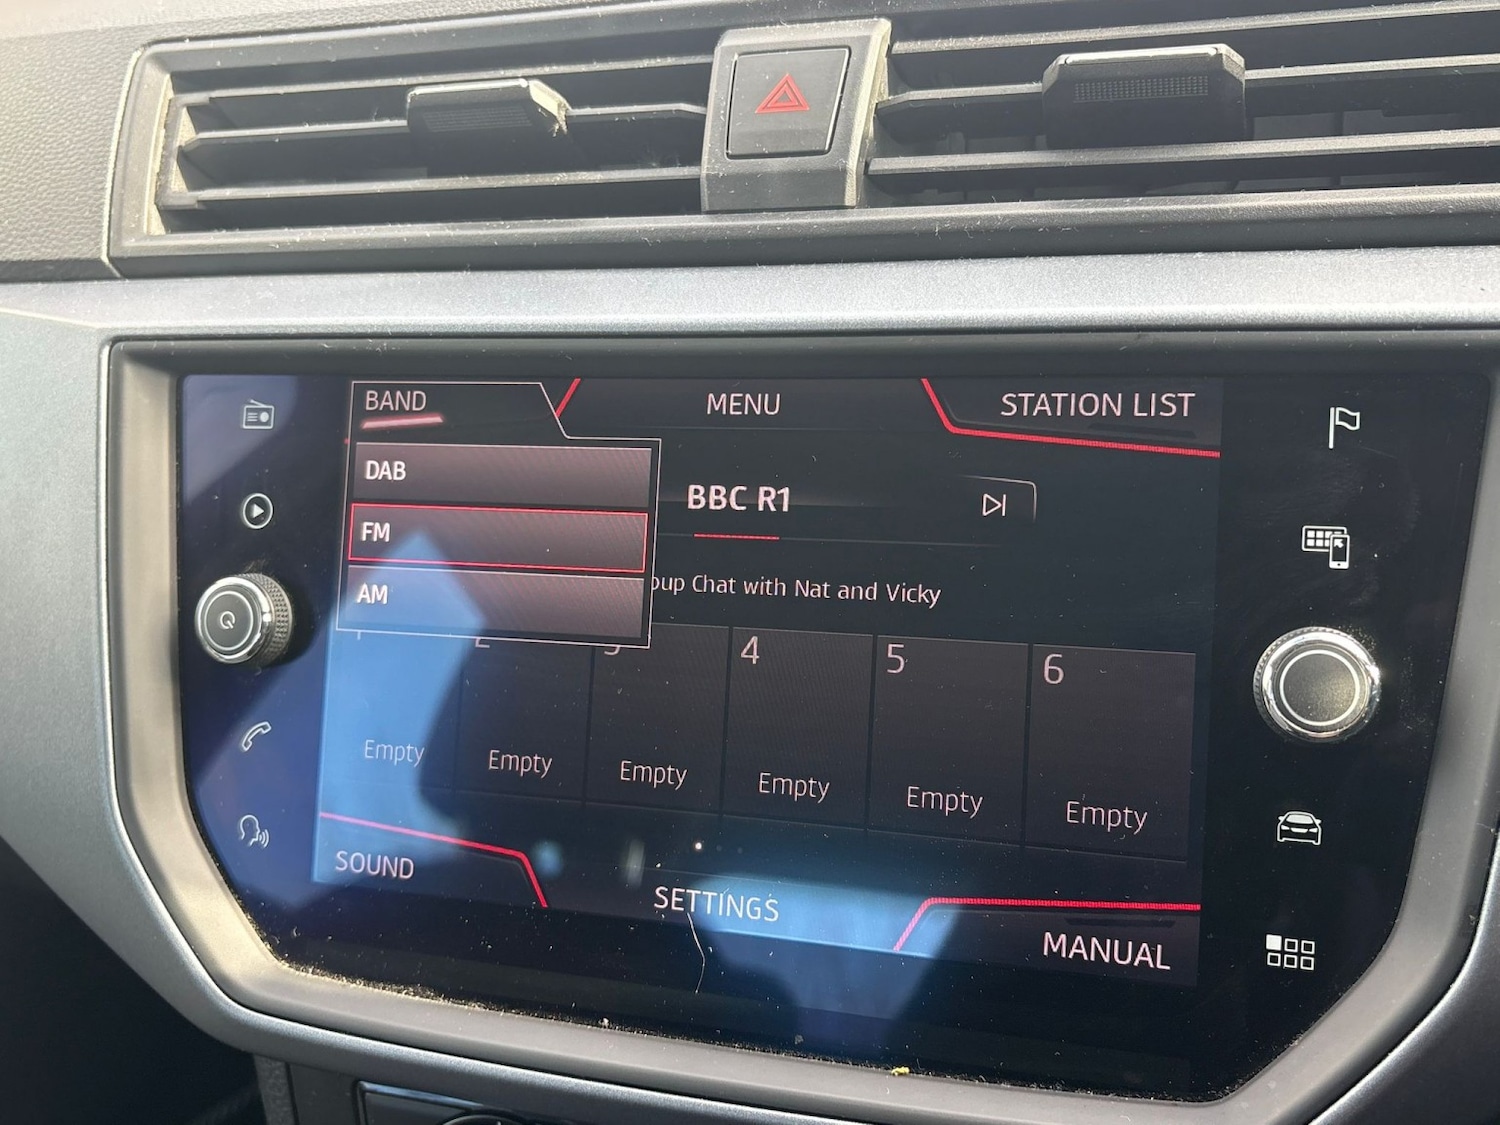 BAND
MENU
STATION LIST
DAB
BBC R1
FM
oup Chat with Nat and Vicky
AM
4
5
6
Empty
Empty
Empty
Empty
Empty
Empty
SOUND
SETTINGS
MANUAL